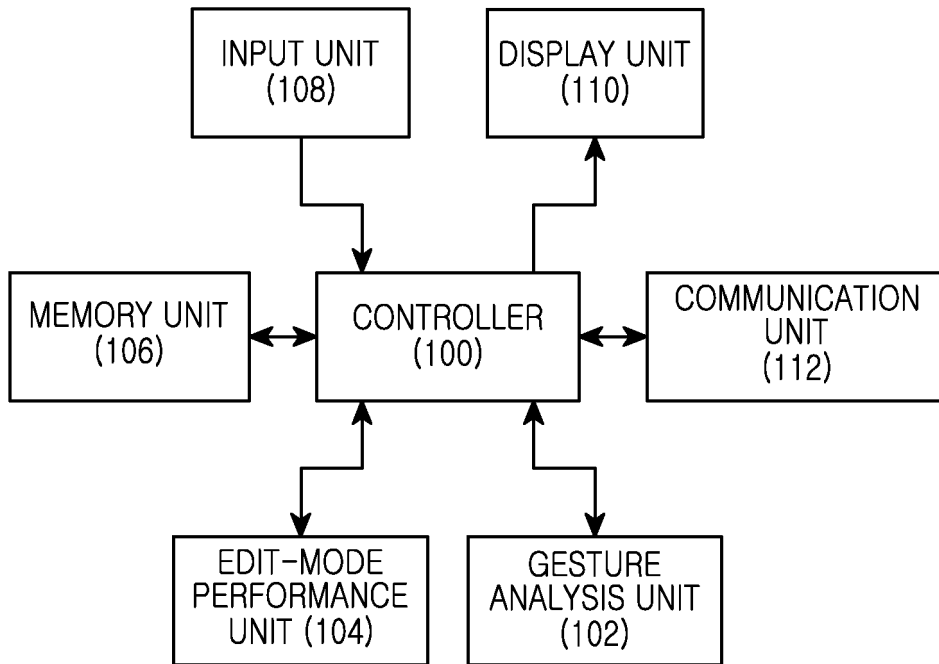 INPUT UNIT
(108)
DISPLAY UNIT
(110)
MEMORY UNIT
(106)
CONTROLLER
(100)
COMMUNICATION
UNIT
(112)
EDIT-MODE
PERFORMANCE
UNIT (104)
GESTURE
ANALYSIS UNIT
(102)